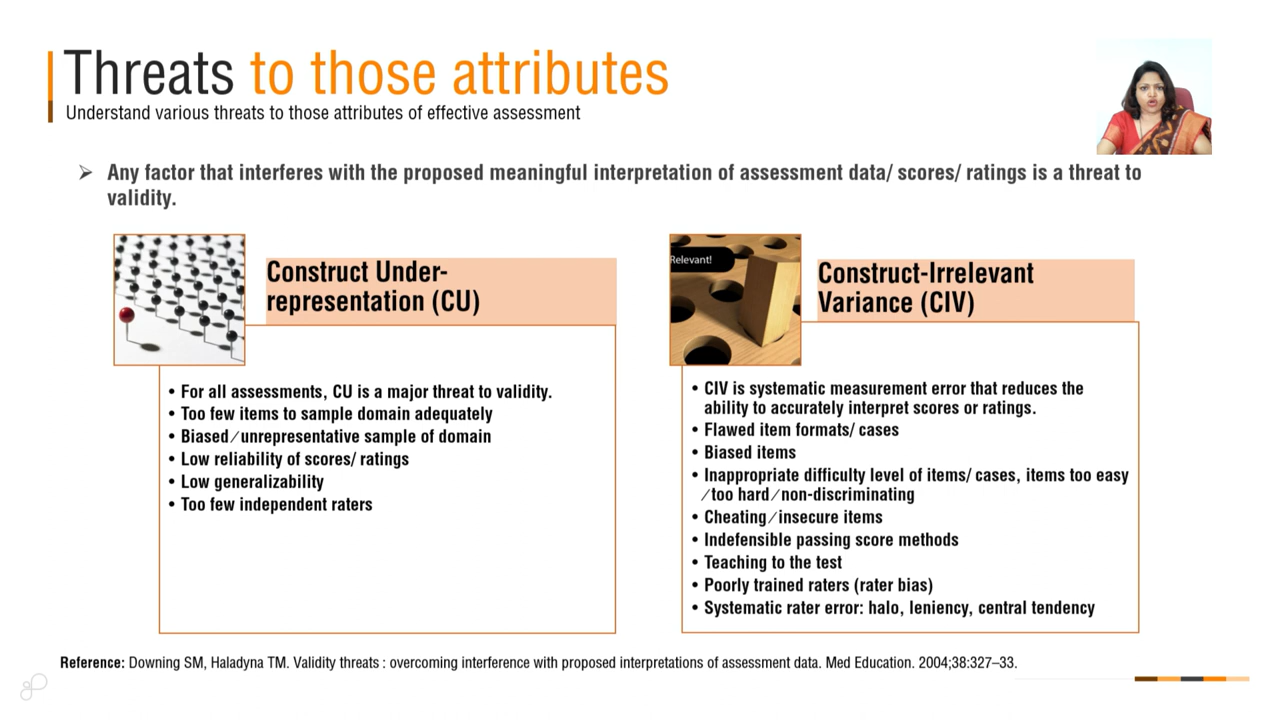 Threats to those attributes
Understand various threats to those attributes of effective assessment
Any factor that interferes with the proposed meaningful interpretation of assessment data/ scores/ ratings is a threat to
validity.
Construct Under-
representation (CU)
• For all assessments, CU is a major threat to validity.
• Too few items to sample domain adequately
• Biased/unrepresentative sample of domain
• Low reliability of scores/ ratings
• Low generalizability
• Too few independent raters
Relevant!
Construct-Irrelevant
Variance (CIV)
• CIV is systematic measurement error that reduces the
ability to accurately interpret scores or ratings.
• Flawed item formats/ cases
• Biased items
• Inappropriate difficulty level of items/ cases, items too easy
/too hard/non-discriminating
• Cheating/insecure items
• Indefensible passing score methods
• Teaching to the test
• Poorly trained raters (rater bias)
• Systematic rater error: halo, leniency, central tendency
Reference: Downing SM, Haladyna TM. Validity threats : overcoming interference with proposed interpretations of assessment data. Med Education. 2004;38:327–33.